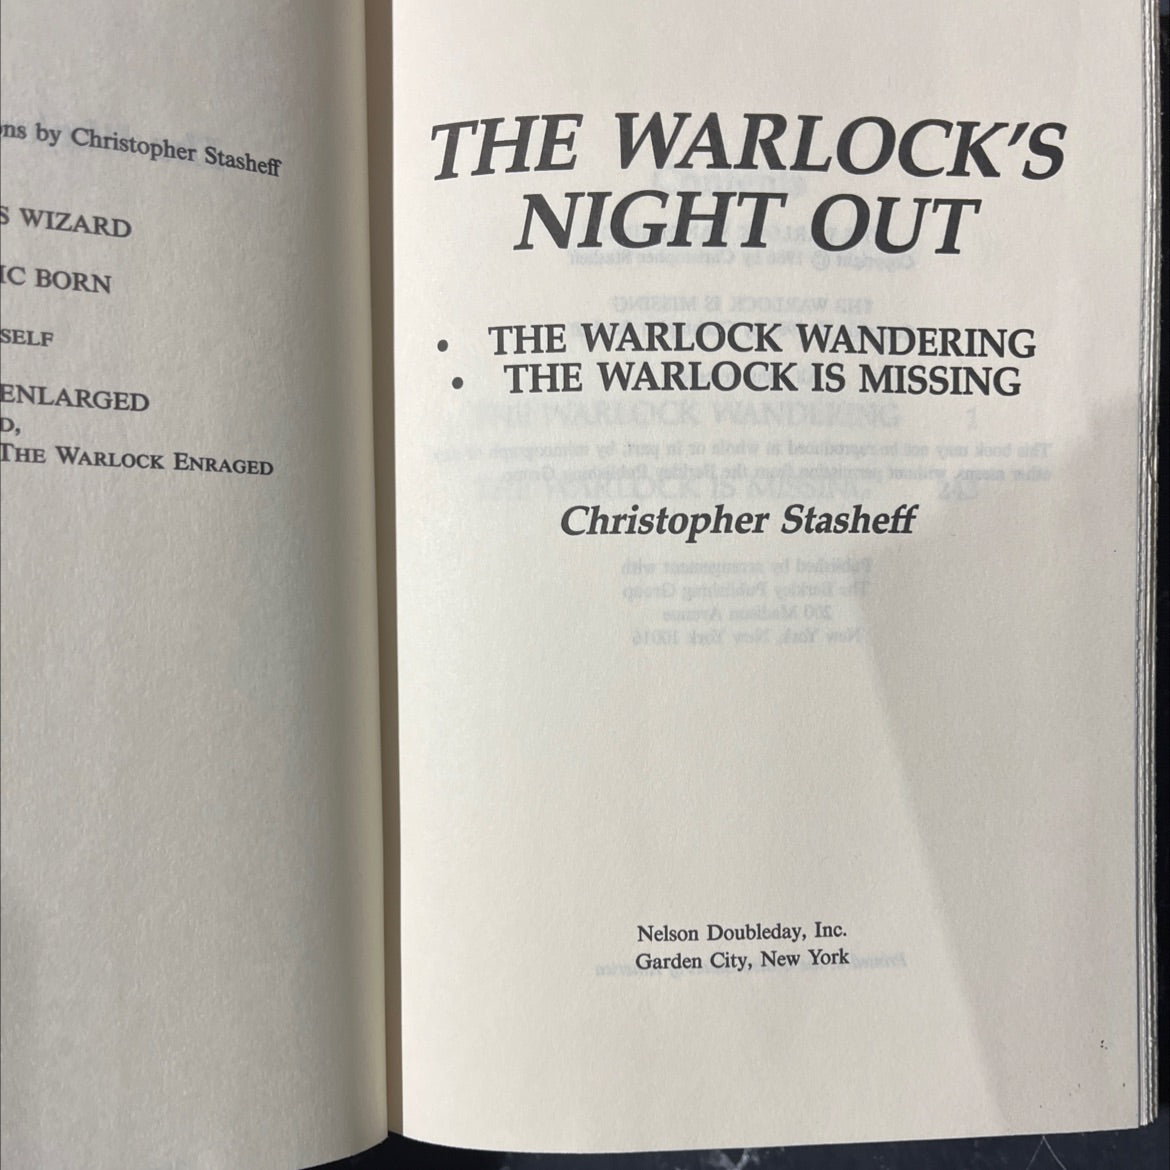 ons by Christopher Stasheff
S WIZARD
IC BORN
SELF
ENLARGED
D,
THE WARLOCK ENRAGED
THE WARLOCK'S
NIGHT OUT
• THE WARLOCK WANDERING
• THE WARLOCK IS MISSING
Christopher Stasheff
Nelson Doubleday, Inc.
Garden City, New York